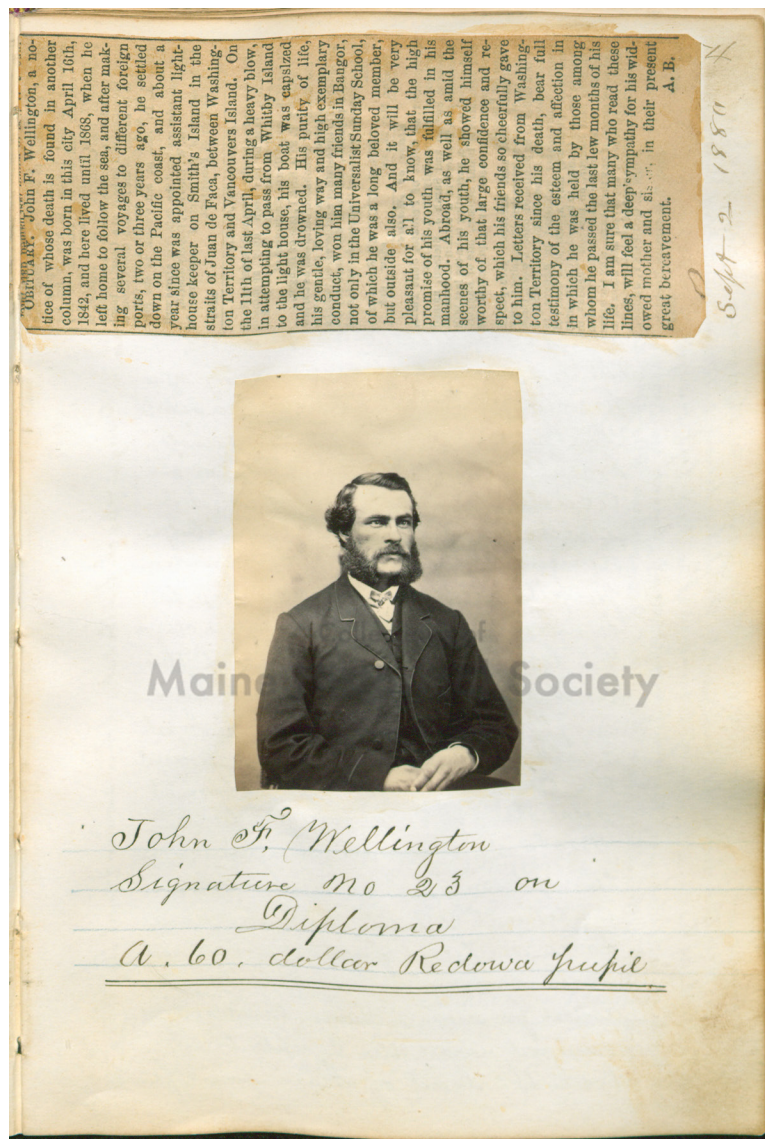 OBITUARY. John F. Wellington, a no-
tice of whose death is found in another
column, was born in this city April 16th,
1842, and here lived until 1868, when he
left home to follow the sea, and after mak-
ing several voyages to different foreign
ports, two or three years ago, he settled
down on the Pacific coast, and about a
year since was appointed assistant light-
house keeper on Smith's Island in the
straits of Juan de Faca, between Washing-
ton Territory and Vancouvers Island. On
the 11th of last April, during a heavy blow,
in attempting to pass from Whitby Island
to the light house, his boat was capsized
and he was drowned. His purity of life,
his gentle, loving way and high exemplary
conduct, won him many friends in Bangor,
not only in the Universalist Sunday School,
of which he was a long beloved member,
but outside also. And it will be very
pleasant for all to know, that the high
promise of his youth was fulfilled in his
manhood. Abroad, as well as amid the
scenes of his youth, he showed himself
worthy of that large confidence and re-
spect, which his friends so cheerfully gave
to him. Letters received from Washing-
ton Territory since his death, bear full
testimony of the esteem and affection in
in which he was held by those among
whom he passed the last few months of his
life. I am sure that many who read these
lines, will feel a deep sympathy for his wid-
owed mother and in their present
great bereavement. A. B.
Sept 2 188
Collections of
Maine Society
John F. Wellington
Signature No 23 on
Diploma
A. 60. dollar Redowa pupil